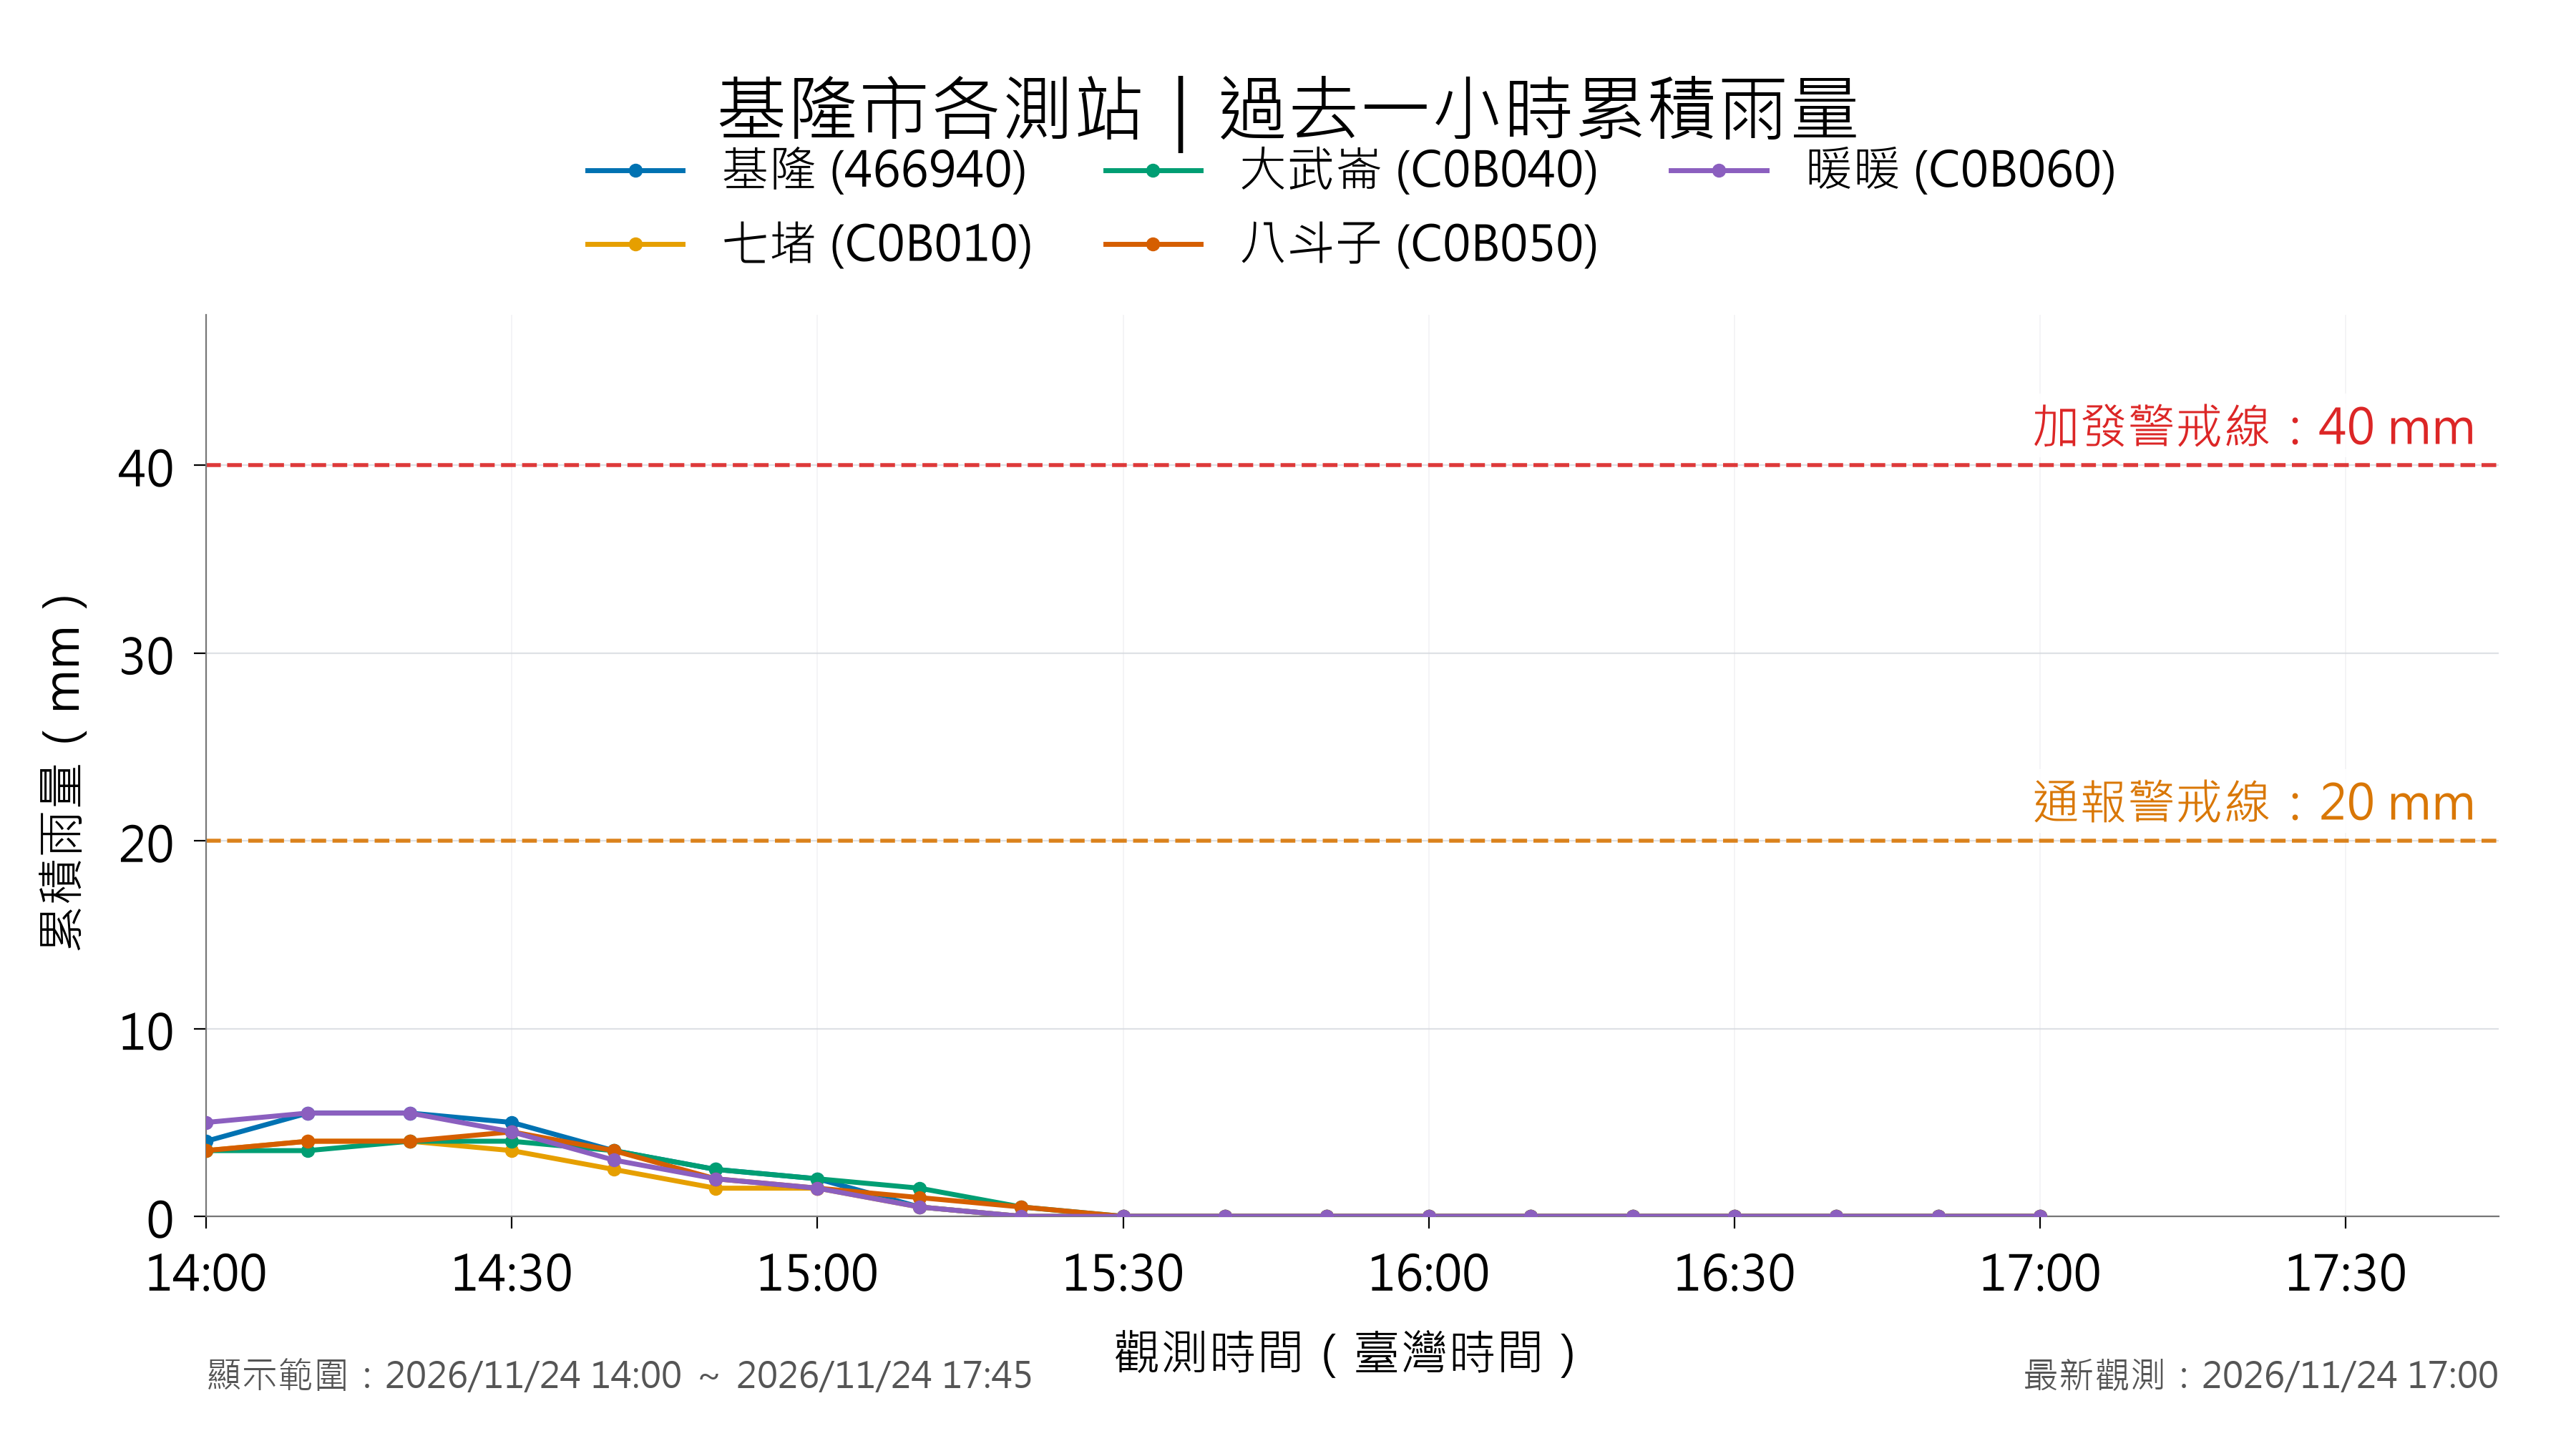 基隆市各測站｜過去一小時累積雨量
基隆 (466940)
七堵 (C0B010)
大武崙 (C0B040)
八斗子 (C0B050)
暖暖 (C0B060)
加發警戒線：40 mm
通報警戒線：20 mm
累積雨量（mm）
40
30
20
10
0
14:00
14:30
15:00
15:30
16:00
16:30
17:00
17:30
觀測時間（臺灣時間）
顯示範圍：2026/11/24 14:00 ~ 2026/11/24 17:45
最新觀測：2026/11/24 17:00